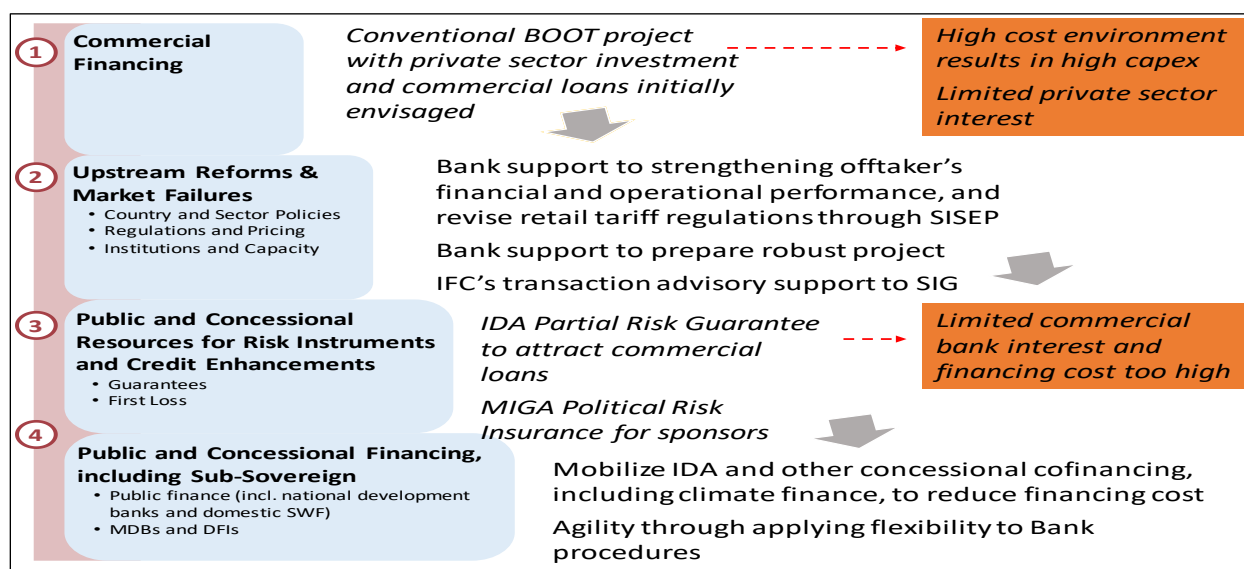 1
Commercial
Financing
Conventional BOOT project
with private sector investment
and commercial loans initially
envisaged
High cost environment
results in high capex
Limited private sector
interest
2
Upstream Reforms &
Market Failures
• Country and Sector Policies
• Regulations and Pricing
• Institutions and Capacity
Bank support to strengthening offtaker's
financial and operational performance, and
revise retail tariff regulations through SISEP
Bank support to prepare robust project
IFC's transaction advisory support to SIG
3
Public and Concessional
Resources for Risk Instruments
and Credit Enhancements
• Guarantees
• First Loss
IDA Partial Risk Guarantee
to attract commercial
loans
MIGA Political Risk
Insurance for sponsors
Limited commercial
bank interest and
financing cost too high
4
Public and Concessional Financing,
including Sub-Sovereign
• Public finance (incl. national development
banks and domestic SWF)
• MDBs and DFIs
Mobilize IDA and other concessional cofinancing,
including climate finance, to reduce financing cost
Agility through applying flexibility to Bank
procedures